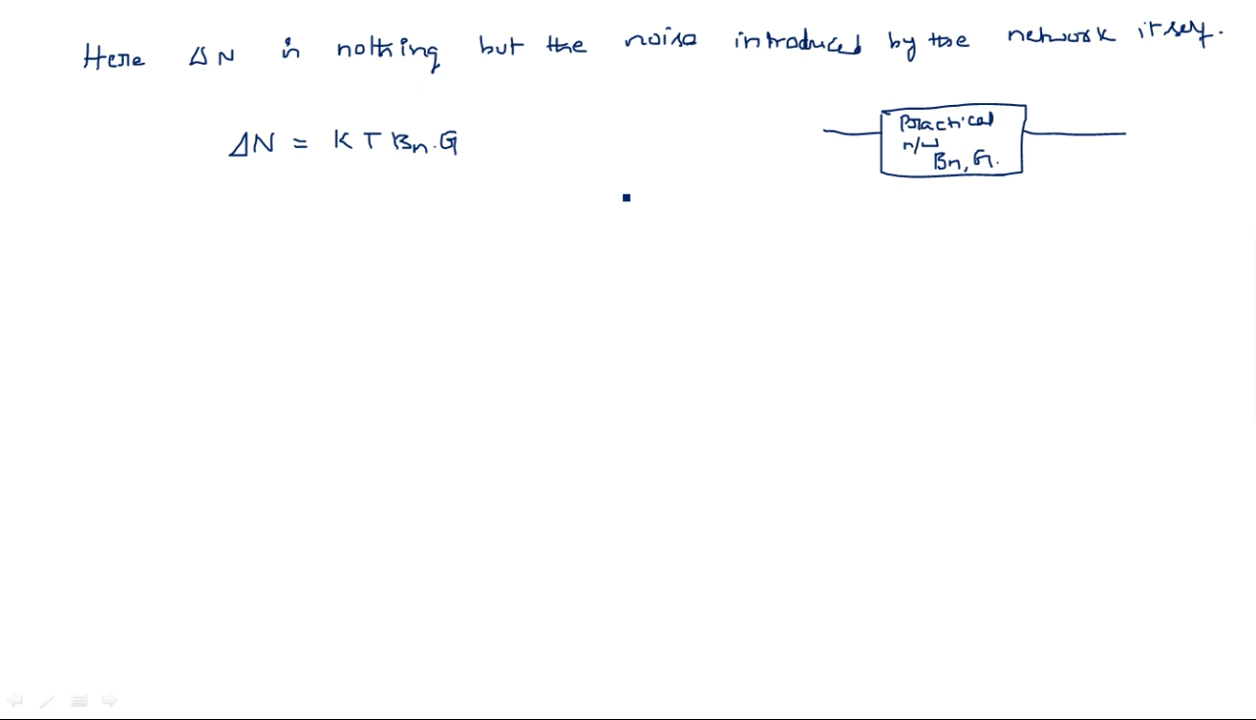 Here ΔN is nothing but the noise introduced by the network itself.
ΔN = K T Bn . G
Practical
n/w
Bn, G.